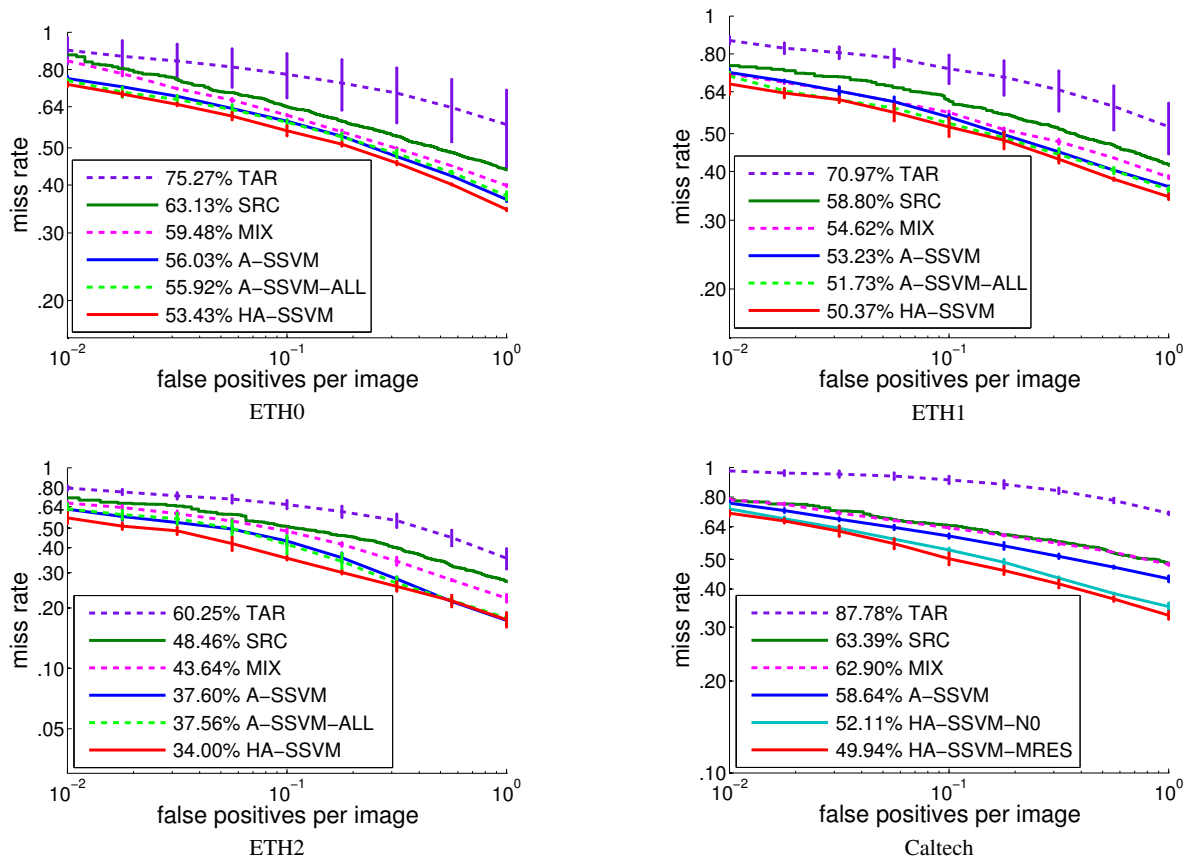 1
.80
.64
.50
.40
.30
.20
miss rate
75.27% TAR
63.13% SRC
59.48% MIX
56.03% A−SSVM
55.92% A−SSVM−ALL
53.43% HA−SSVM
10^-2
10^-1
10^0
false positives per image
ETH0
1
.80
.64
.50
.40
.30
.20
miss rate
70.97% TAR
58.80% SRC
54.62% MIX
53.23% A−SSVM
51.73% A−SSVM−ALL
50.37% HA−SSVM
10^-2
10^-1
10^0
false positives per image
ETH1
1
.80
.64
.50
.40
.30
.20
.10
.05
miss rate
60.25% TAR
48.46% SRC
43.64% MIX
37.60% A−SSVM
37.56% A−SSVM−ALL
34.00% HA−SSVM
10^-2
10^-1
10^0
false positives per image
ETH2
1
.80
.64
.50
.40
.30
.20
.10
miss rate
87.78% TAR
63.39% SRC
62.90% MIX
58.64% A−SSVM
52.11% HA−SSVM−N0
49.94% HA−SSVM−MRES
10^-2
10^-1
10^0
false positives per image
Caltech